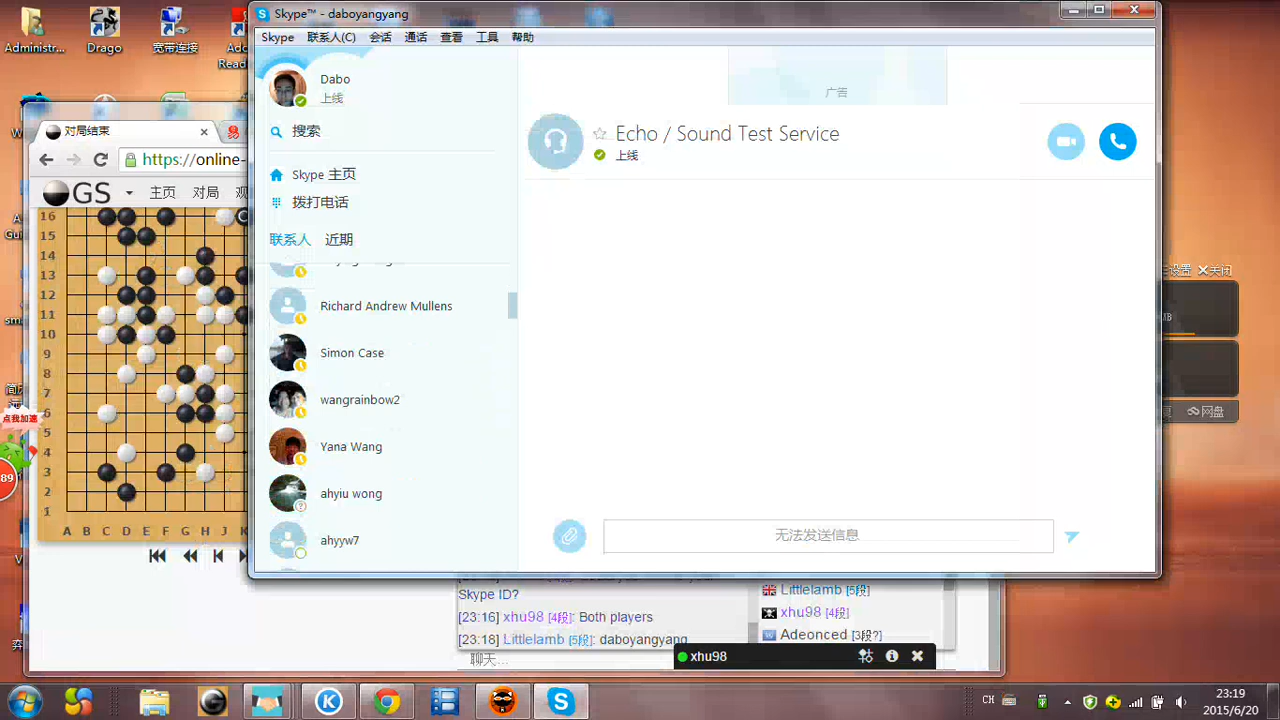 Administr...
Drago
宽带连接
Ado
Read
Skype™ - daboyangyang
Skype 联系人(C) 会话 通话 查看 工具 帮助
Dabo
上线
搜索
Skype 主页
拨打电话
联系人 近期
Richard Andrew Mullens
Simon Case
wangrainbow2
Yana Wang
ahyiu wong
ahyyw7
广告
Echo / Sound Test Service
上线
无法发送信息
对局结束
易
https://online-
GS 主页 对局 观
16
15
14
13
12
11
10
9
8
7
6
5
4
3
2
1
A B C D E F G H J K
设置 关闭
网盘
点我加速
89
Skype ID?
[23:16] xhu98 [4段]: Both players
[23:18] Littlelamb [5段]: daboyangyang
聊天...
Littlelamb [5段]
xhu98 [4段]
Adeonced [3段?]
xhu98
CH
23:19
2015/6/20